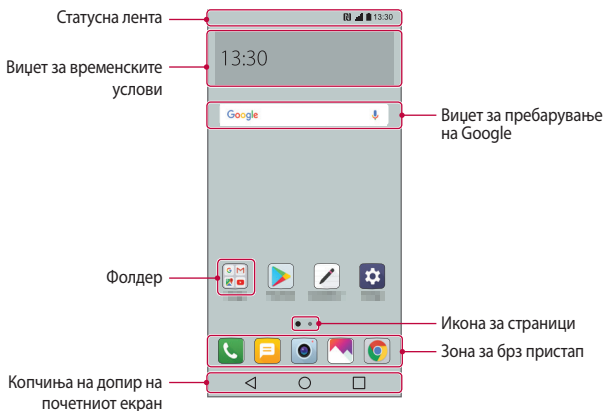 Статусна лента
13:30
13:30
Виџет за временските
услови
Google
Виџет за пребарување
на Google
Фолдер
Икона за страници
Зона за брз пристап
Копчиња на допир на
почетниот екран